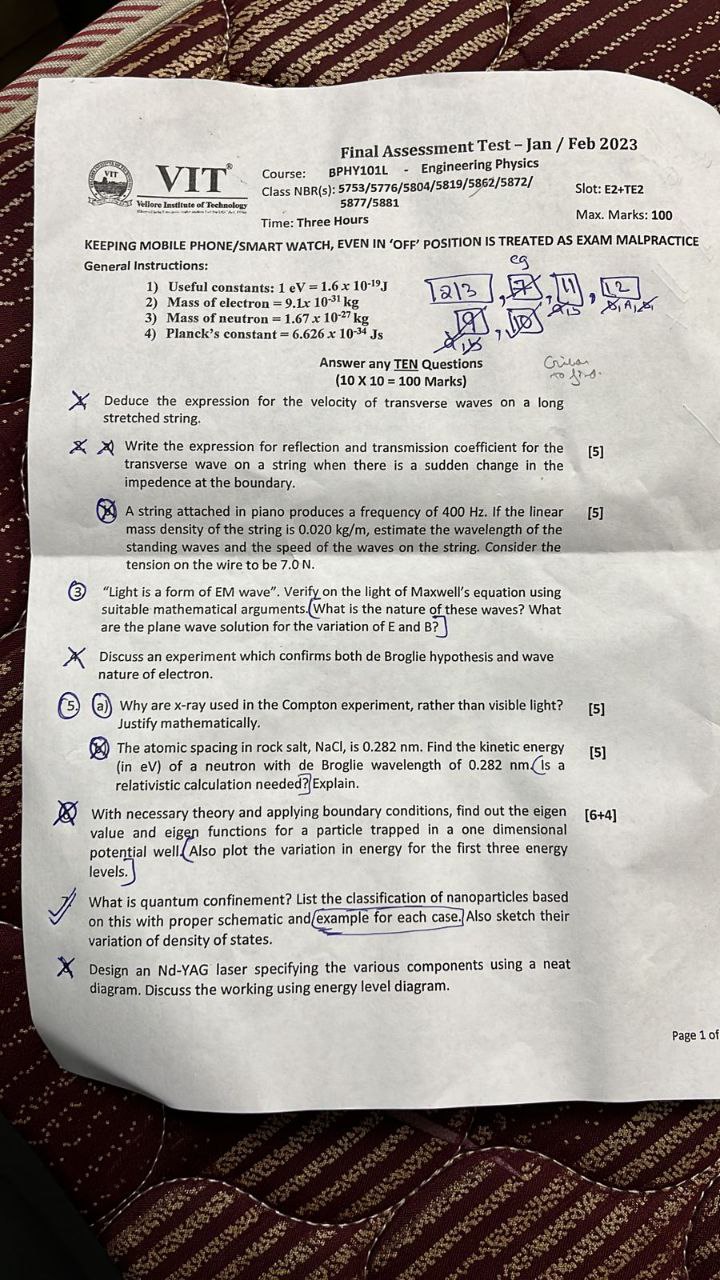 Final Assessment Test – Jan / Feb 2023
VIT
VIT®
Vellore Institute of Technology
Course: BPHY101L - Engineering Physics
Class NBR(s): 5753/5776/5804/5819/5862/5872/
5877/5881
Slot: E2+TE2
Time: Three Hours
Max. Marks: 100
KEEPING MOBILE PHONE/SMART WATCH, EVEN IN 'OFF' POSITION IS TREATED AS EXAM MALPRACTICE
General Instructions:
eg
1) Useful constants: 1 eV = 1.6 x 10⁻¹⁹J
2) Mass of electron = 9.1x 10⁻³¹ kg
3) Mass of neutron = 1.67x 10⁻²⁷ kg
4) Planck's constant = 6.626 x 10⁻³⁴ Js
213, 7, 11, 12
9, 10
Answer any TEN Questions
(10 X 10 = 100 Marks)
1. Deduce the expression for the velocity of transverse waves on a long
stretched string.
2. a) Write the expression for reflection and transmission coefficient for the [5]
transverse wave on a string when there is a sudden change in the
impedence at the boundary.
b) A string attached in piano produces a frequency of 400 Hz. If the linear [5]
mass density of the string is 0.020 kg/m, estimate the wavelength of the
standing waves and the speed of the waves on the string. Consider the
tension on the wire to be 7.0 N.
3. "Light is a form of EM wave". Verify on the light of Maxwell's equation using
suitable mathematical arguments. What is the nature of these waves? What
are the plane wave solution for the variation of E and B?
4. Discuss an experiment which confirms both de Broglie hypothesis and wave
nature of electron.
5. a) Why are x-ray used in the Compton experiment, rather than visible light? [5]
Justify mathematically.
b) The atomic spacing in rock salt, NaCl, is 0.282 nm. Find the kinetic energy [5]
(in eV) of a neutron with de Broglie wavelength of 0.282 nm. Is a
relativistic calculation needed? Explain.
6. With necessary theory and applying boundary conditions, find out the eigen [6+4]
value and eigen functions for a particle trapped in a one dimensional
potential well. Also plot the variation in energy for the first three energy
levels.
What is quantum confinement? List the classification of nanoparticles based
on this with proper schematic and example for each case. Also sketch their
variation of density of states.
Design an Nd-YAG laser specifying the various components using a neat
diagram. Discuss the working using energy level diagram.
Page 1 of